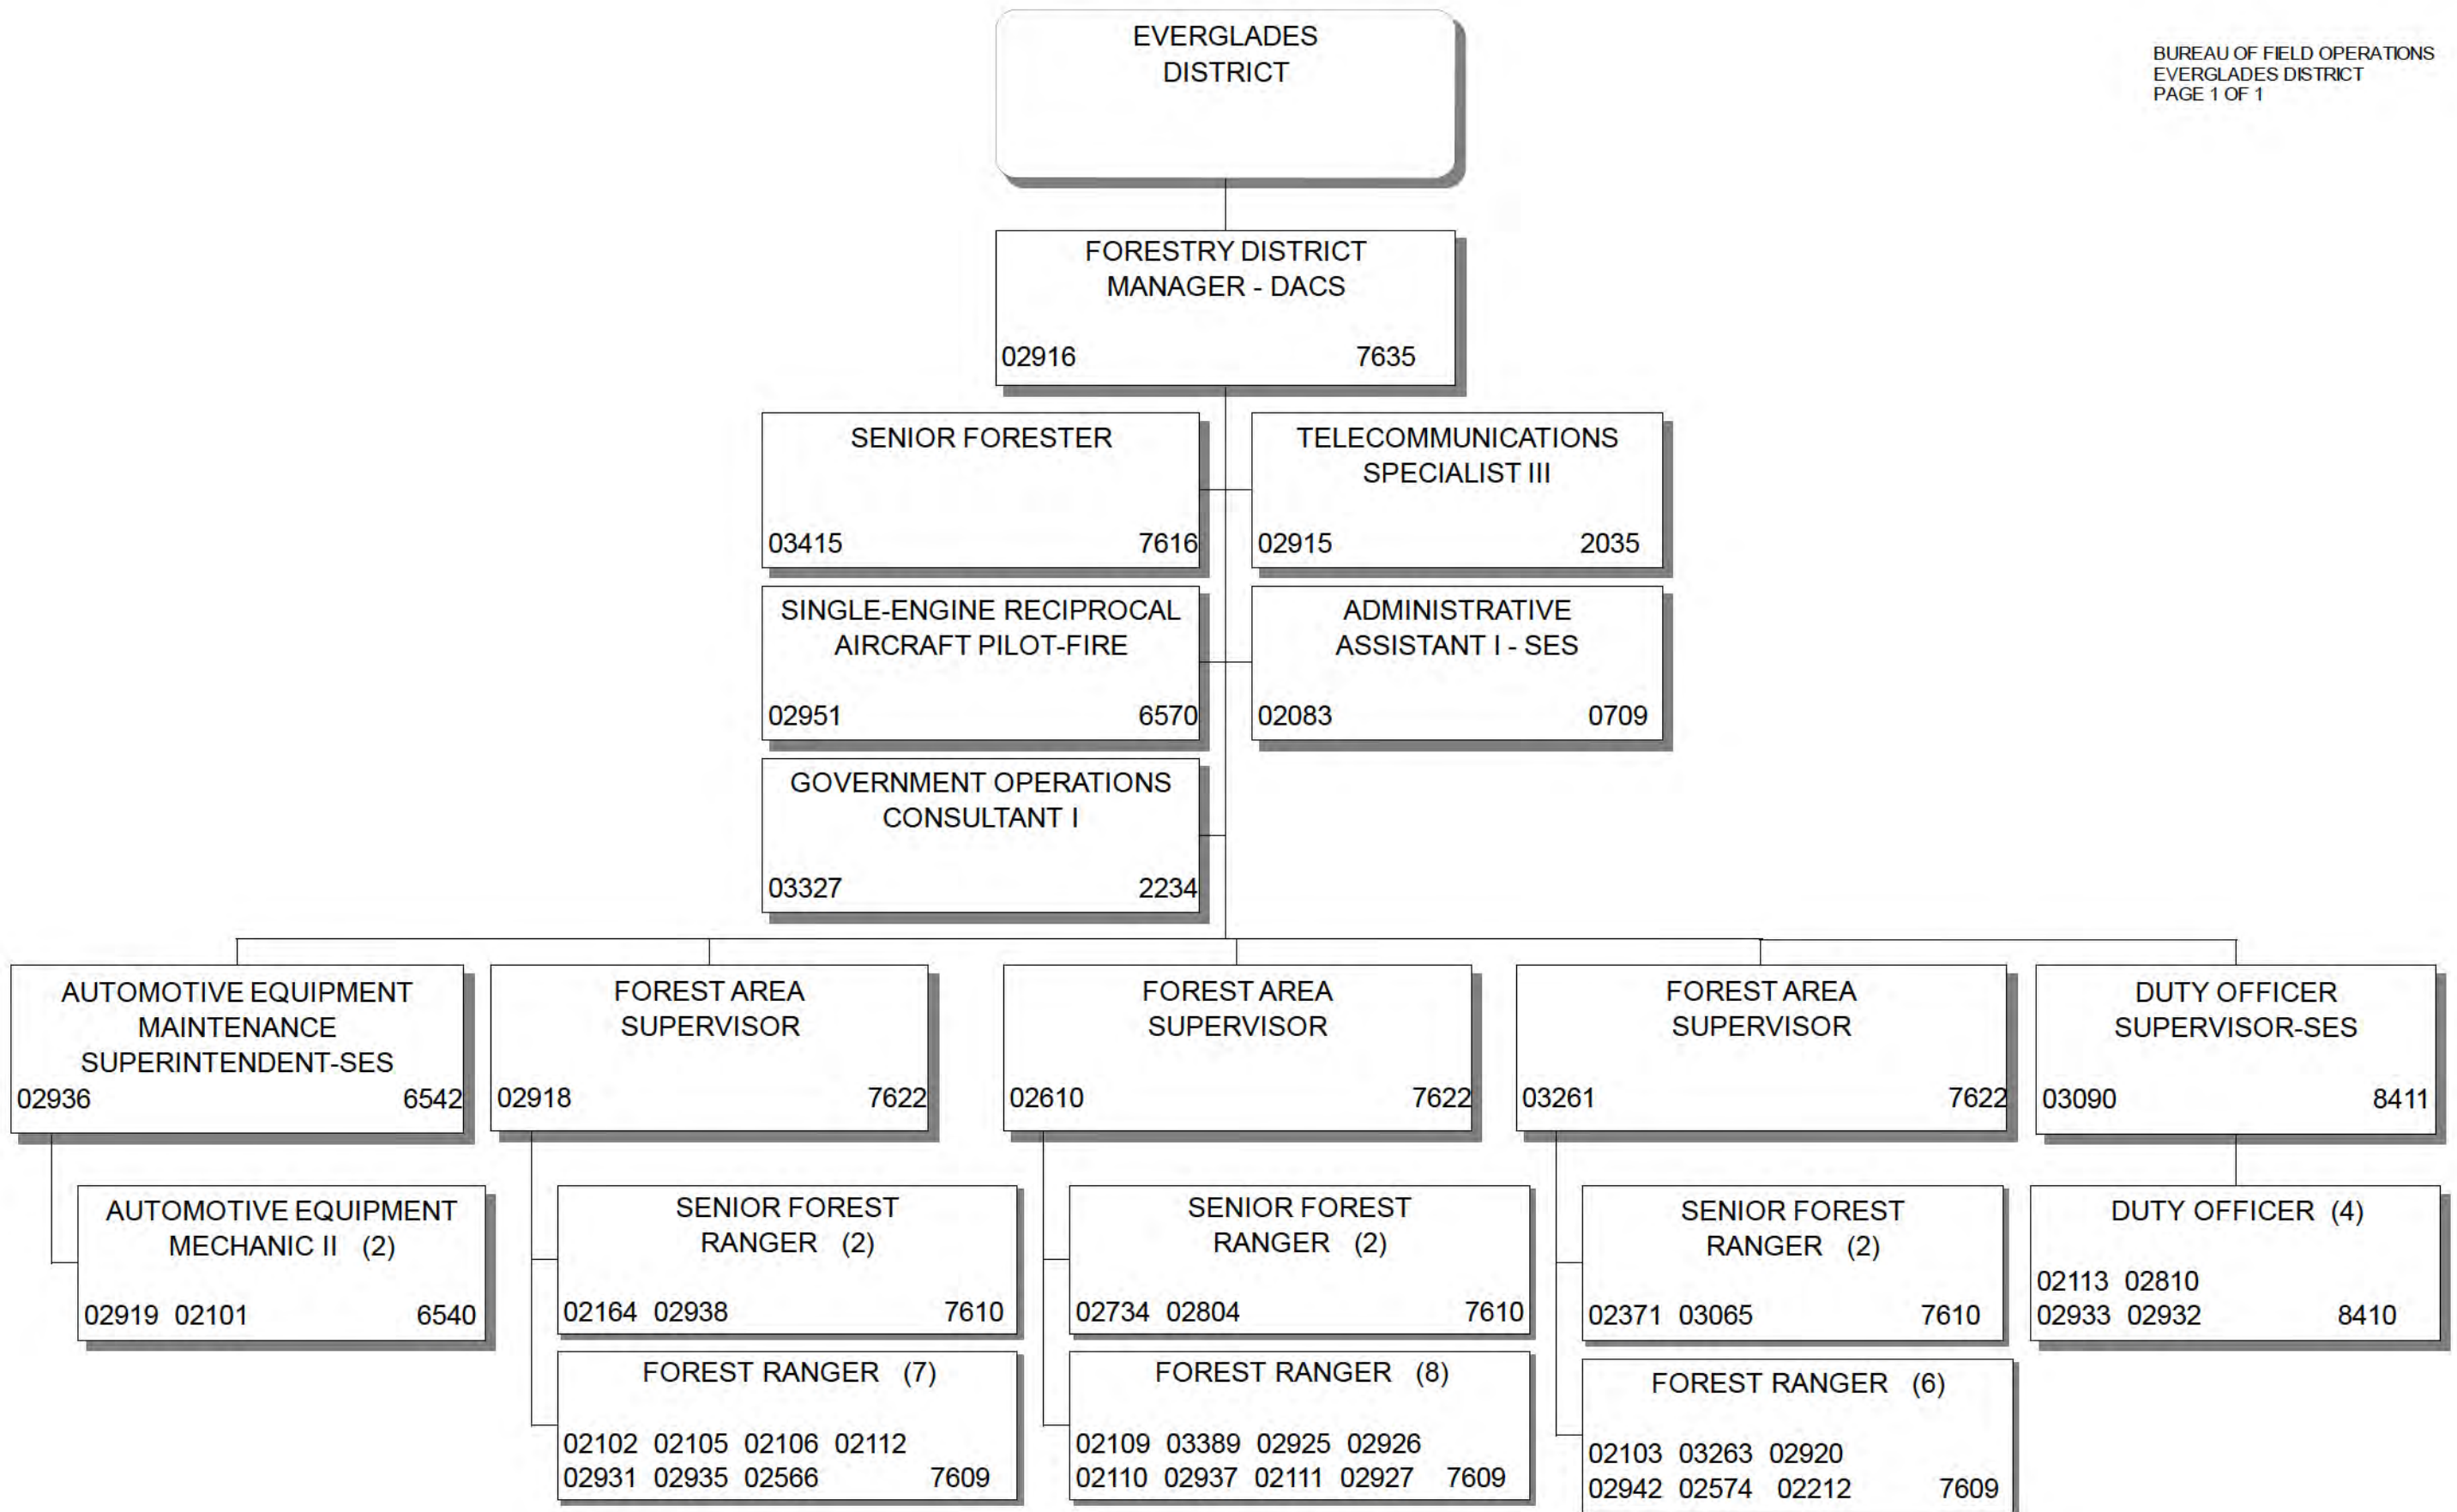 EVERGLADES
DISTRICT
BUREAU OF FIELD OPERATIONS
EVERGLADES DISTRICT
PAGE 1 OF 1
FORESTRY DISTRICT
MANAGER - DACS
02916 7635
SENIOR FORESTER
03415 7616
TELECOMMUNICATIONS
SPECIALIST III
02915 2035
SINGLE-ENGINE RECIPROCAL
AIRCRAFT PILOT-FIRE
02951 6570
ADMINISTRATIVE
ASSISTANT I - SES
02083 0709
GOVERNMENT OPERATIONS
CONSULTANT I
03327 2234
AUTOMOTIVE EQUIPMENT
MAINTENANCE
SUPERINTENDENT-SES
02936 6542
FOREST AREA
SUPERVISOR
02918 7622
FOREST AREA
SUPERVISOR
02610 7622
FOREST AREA
SUPERVISOR
03261 7622
DUTY OFFICER
SUPERVISOR-SES
03090 8411
AUTOMOTIVE EQUIPMENT
MECHANIC II (2)
02919 02101 6540
SENIOR FOREST
RANGER (2)
02164 02938 7610
SENIOR FOREST
RANGER (2)
02734 02804 7610
SENIOR FOREST
RANGER (2)
02371 03065 7610
DUTY OFFICER (4)
02113 02810
02933 02932 8410
FOREST RANGER (7)
02102 02105 02106 02112
02931 02935 02566 7609
FOREST RANGER (8)
02109 03389 02925 02926
02110 02937 02111 02927 7609
FOREST RANGER (6)
02103 03263 02920
02942 02574 02212 7609